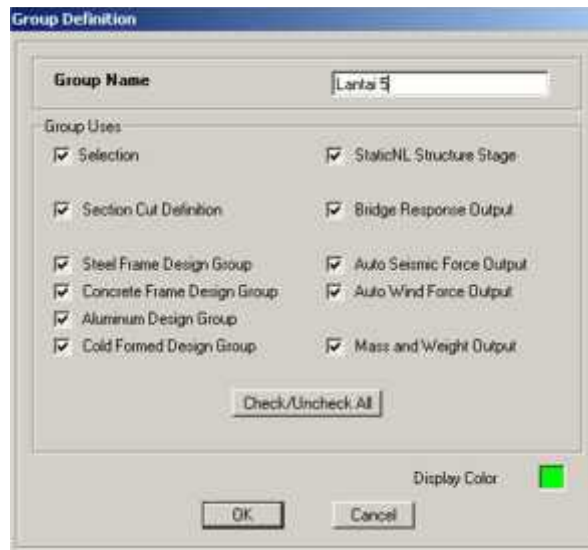 Group Definition
Group Name
Lantai 5
Group Uses
Selection
StaticNL Structure Stage
Section Cut Definition
Bridge Response Output
Steel Frame Design Group
Auto Seismic Force Output
Concrete Frame Design Group
Auto Wind Force Output
Aluminum Design Group
Cold Formed Design Group
Mass and Weight Output
Check/Uncheck All
Display Color
OK
Cancel